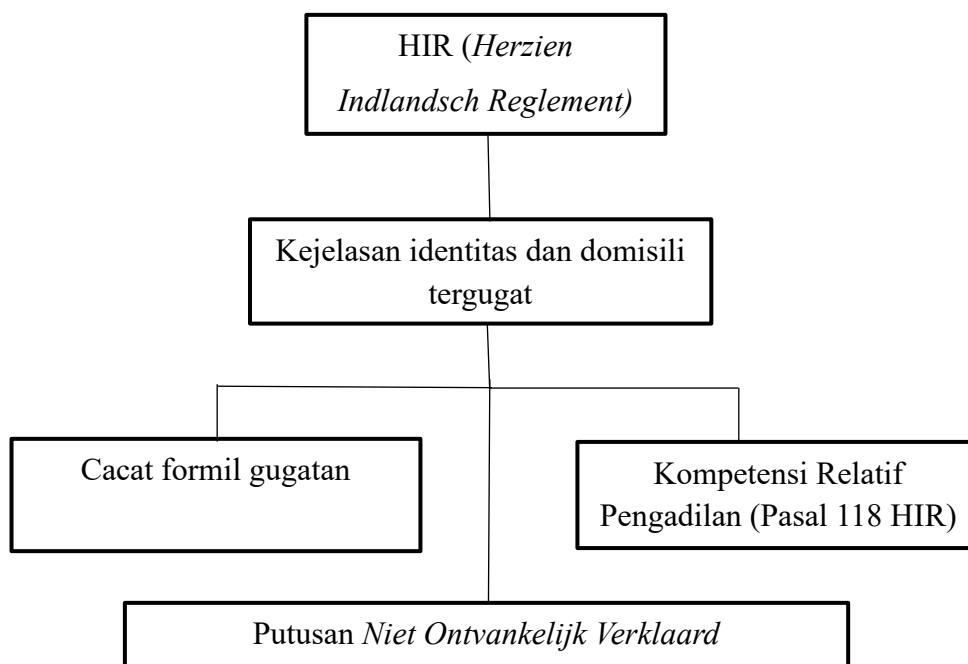 HIR (Herzien
Indlandsch Reglement)
Kejelasan identitas dan domisili
tergugat
Cacat formil gugatan
Kompetensi Relatif
Pengadilan (Pasal 118 HIR)
Putusan Niet Ontvankelijk Verklaard